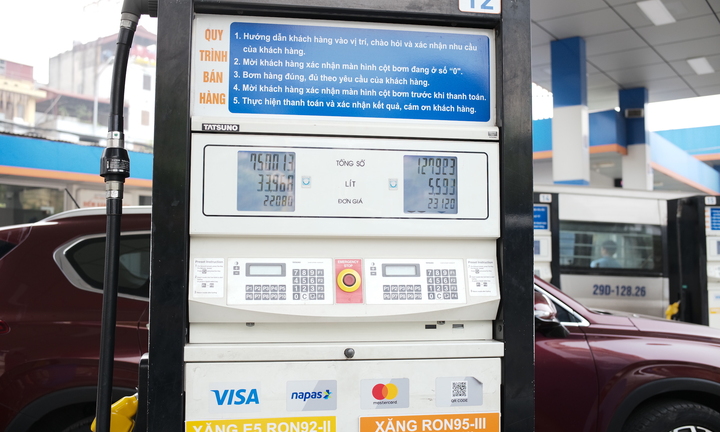 12
QUY TRÌNH BÁN HÀNG
1. Hướng dẫn khách hàng vào vị trí, chào hỏi và xác nhận nhu cầu
của khách hàng.
2. Mời khách hàng xác nhận màn hình cột bơm đang ở số “0”.
3. Bơm hàng đúng, đủ theo yêu cầu của khách hàng.
4. Mời khách hàng xác nhận màn hình cột bơm trước khi thanh toán.
5. Thực hiện thanh toán và xác nhận kết quả, cảm ơn khách hàng.
TATSUNO
TỔNG SỐ
LÍT
ĐƠN GIÁ
22080
23120
29D-128.26
VISA
napas
mastercard
QR CODE
XĂNG E5 RON92-II
XĂNG RON95-III